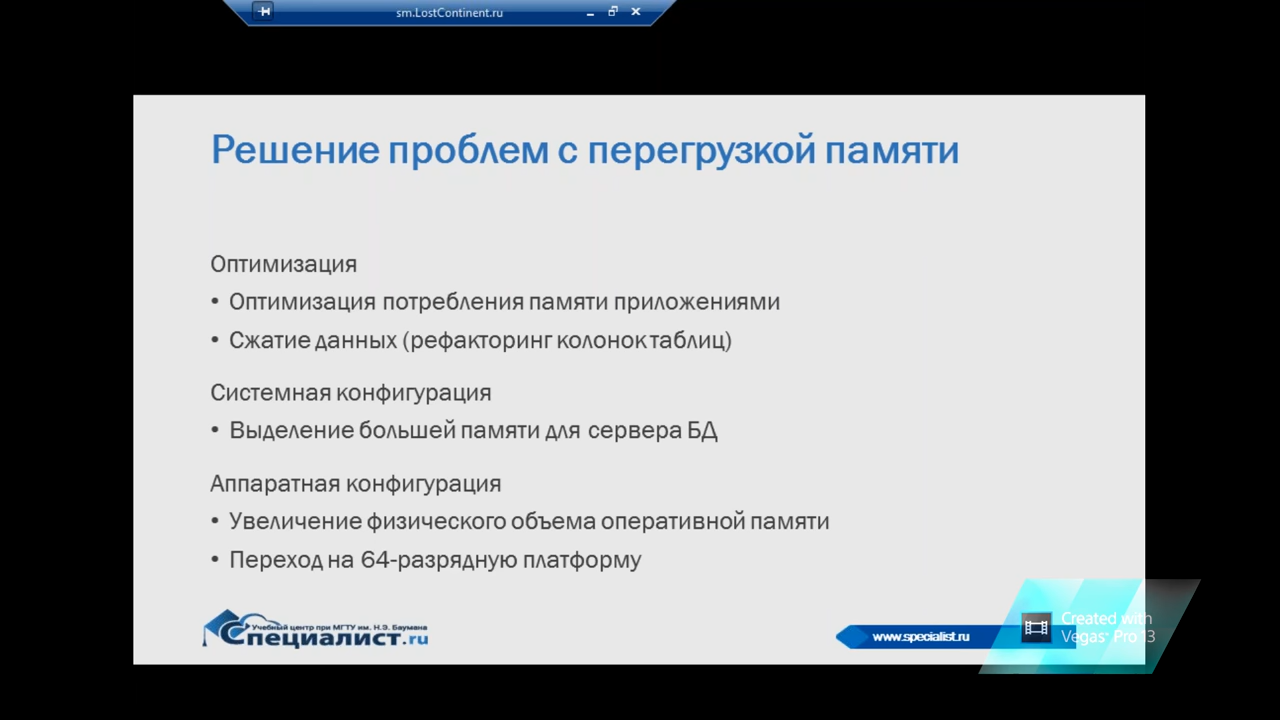 sm.LostContinent.ru
Решение проблем с перегрузкой памяти
Оптимизация
• Оптимизация потребления памяти приложениями
• Сжатие данных (рефакторинг колонок таблиц)
Системная конфигурация
• Выделение большей памяти для сервера БД
Аппаратная конфигурация
• Увеличение физического объема оперативной памяти
• Переход на 64-разрядную платформу
Учебный центр при МГТУ им. Н.Э. Баумана
Специалист.ru
www.specialist.ru
Created with
Vegas® Pro 13